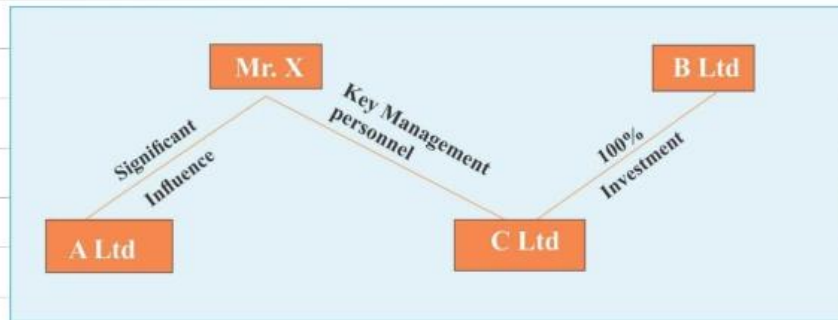 Mr. X
B Ltd
Significant
Influence
Key Management
personnel
100%
Investment
A Ltd
C Ltd